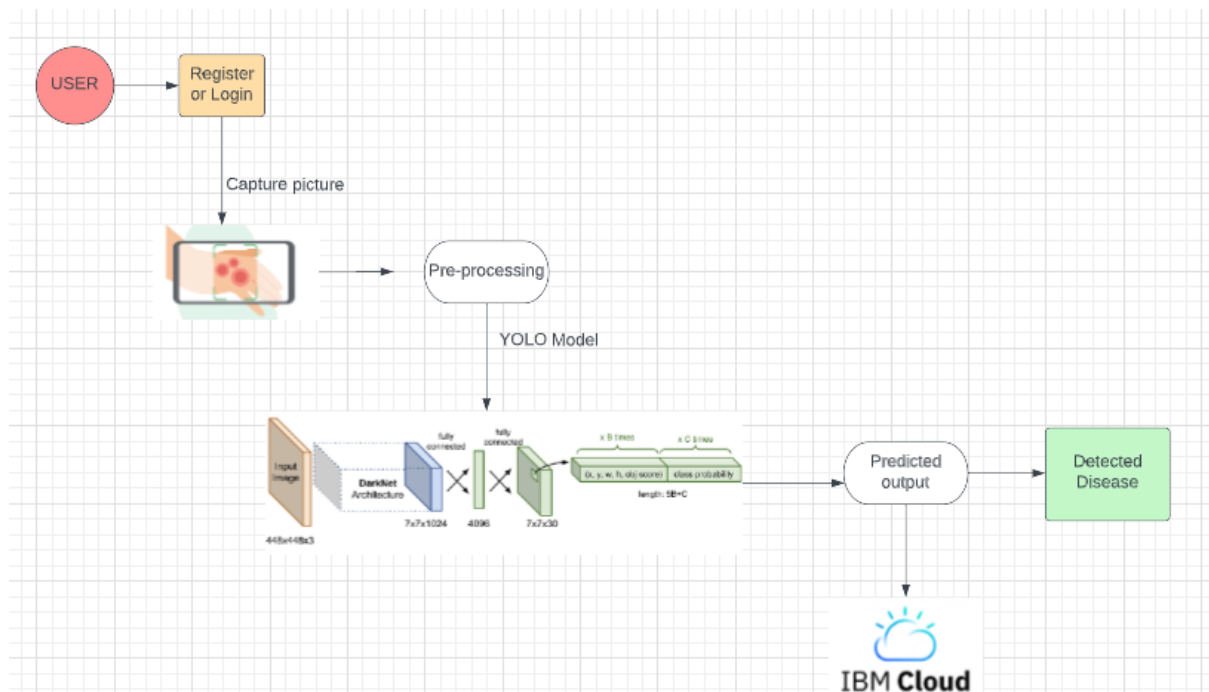 USER
Register
or Login
Capture picture
Pre-processing
YOLO Model
Input
Image
448x448x3
DarkNet
Architecture
7x7x1024
fully
connected
4096
fully
connected
7x7x30
x B times
x C times
(x, y, w, h, obj score)
class probability
length: 5B+C
Predicted
output
Detected
Disease
IBM Cloud